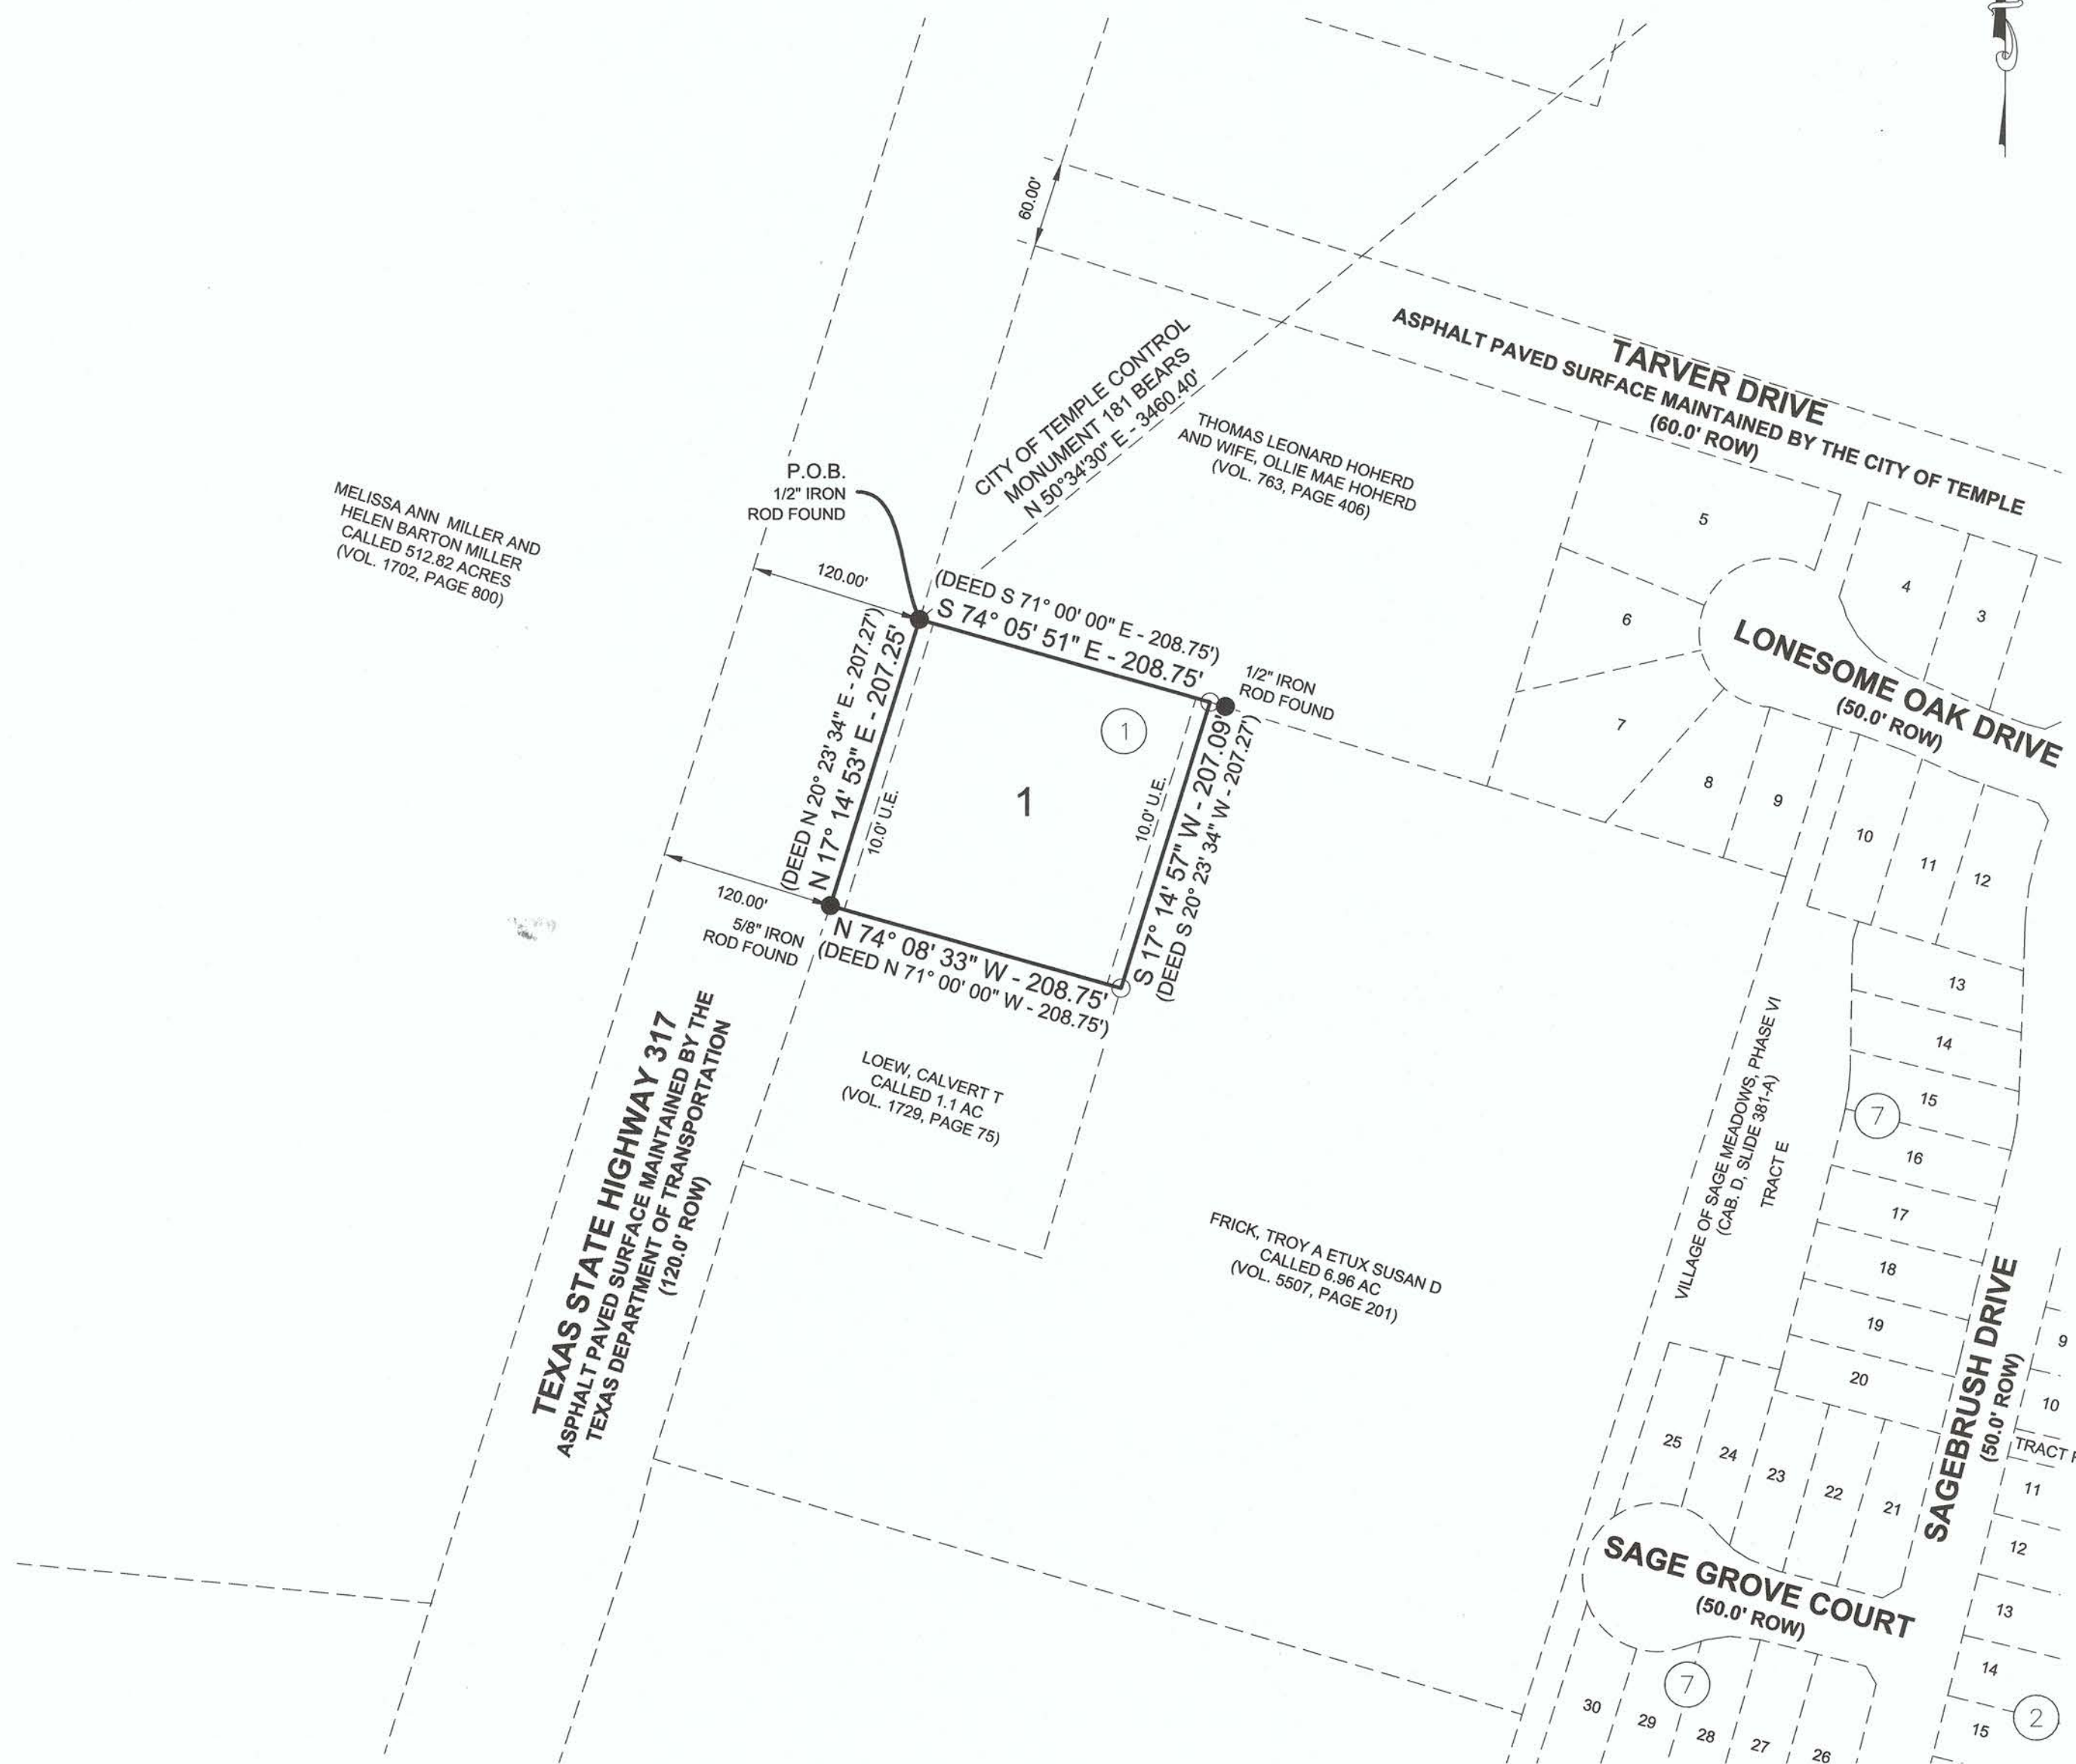 60.00'
TARVER DRIVE
ASPHALT PAVED SURFACE MAINTAINED BY THE CITY OF TEMPLE
(60.0' ROW)
CITY OF TEMPLE CONTROL
MONUMENT 181 BEARS
N 50°34'30" E - 3460.40'
THOMAS LEONARD HOHERD
AND WIFE, OLLIE MAE HOHERD
(VOL. 763, PAGE 406)
P.O.B.
1/2" IRON
ROD FOUND
MELISSA ANN MILLER AND
HELEN BARTON MILLER
CALLED 512.82 ACRES
(VOL. 1702, PAGE 800)
120.00'
(DEED S 71° 00' 00" E - 208.75')
S 74° 05' 51" E - 208.75'
1/2" IRON
ROD FOUND
(DEED N 20° 23' 34" E - 207.27')
N 17° 14' 53" E - 207.25'
10.0' U.E.
1
1
10.0' U.E.
S 17° 14' 57" W - 207.09'
(DEED S 20° 23' 34" W - 207.27')
120.00'
5/8" IRON
ROD FOUND
N 74° 08' 33" W - 208.75'
(DEED N 71° 00' 00" W - 208.75')
LOEW, CALVERT T
CALLED 1.1 AC
(VOL. 1729, PAGE 75)
TEXAS STATE HIGHWAY 317
ASPHALT PAVED SURFACE MAINTAINED BY THE
TEXAS DEPARTMENT OF TRANSPORTATION
(120.0' ROW)
FRICK, TROY A ETUX SUSAN D
CALLED 6.96 AC
(VOL. 5507, PAGE 201)
5
4
3
6
LONESOME OAK DRIVE
(50.0' ROW)
7
8
9
10
11
12
13
14
15
7
16
17
18
19
20
VILLAGE OF SAGE MEADOWS, PHASE VI
(CAB. D, SLIDE 381-A)
TRACT E
SAGEBRUSH DRIVE
(50.0' ROW)
25
24
23
22
21
9
10
TRACT F
11
12
13
14
15
2
SAGE GROVE COURT
(50.0' ROW)
7
30
29
28
27
26